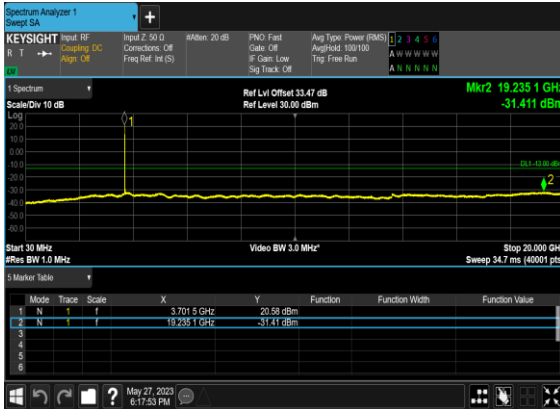 Spectrum Analyzer 1
Swept SA
+
KEYSIGHT Input: RF Input Z: 50 Ω #Atten: 20 dB PNO: Fast Avg Type: Power (RMS) 1 2 3 4 5 6
R T Coupling: DC Corrections: Off Gate: Off Avg|Hold: 100/100 A W W W W W
Align: Off Freq Ref: Int (S) IF Gain: Low Trig: Free Run
LXI Sig Track: Off A N N N N N
1 Spectrum Ref Lvl Offset 33.47 dB Mkr2 19.235 1 GHz
Scale/Div 10 dB Ref Level 30.00 dBm -31.411 dBm
Log
20.0
10.0
0.00
-10.0
-20.0
-30.0
-40.0
-50.0
-60.0
1
DL1 -13.00 dBm
2
Start 30 MHz Video BW 3.0 MHz* Stop 20.000 GHz
#Res BW 1.0 MHz Sweep 34.7 ms (40001 pts)
5 Marker Table
Mode Trace Scale X Y Function Function Width Function Value
1 N 1 f 3.701 5 GHz 20.58 dBm
2 N 1 f 19.235 1 GHz -31.41 dBm
3
4
5
6
? May 27, 2023
6:17:53 PM